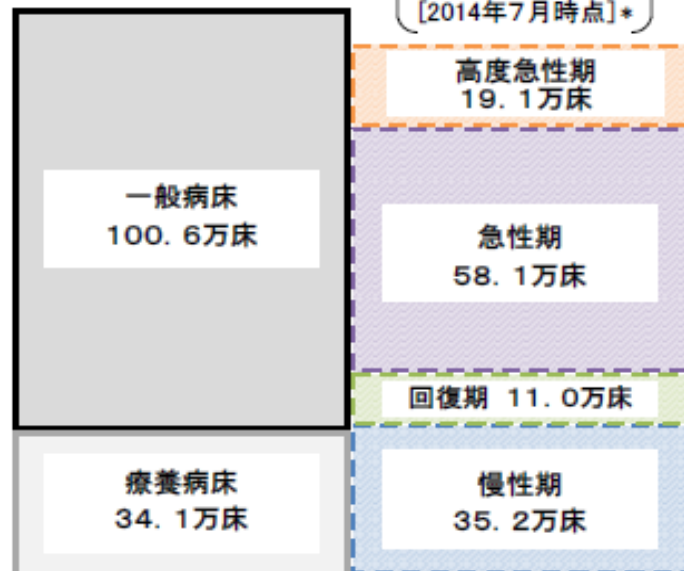 [2014年7月時点]*
高度急性期
19.1万床
一般病床
100.6万床
急性期
58.1万床
回復期 11.0万床
療養病床
34.1万床
慢性期
35.2万床